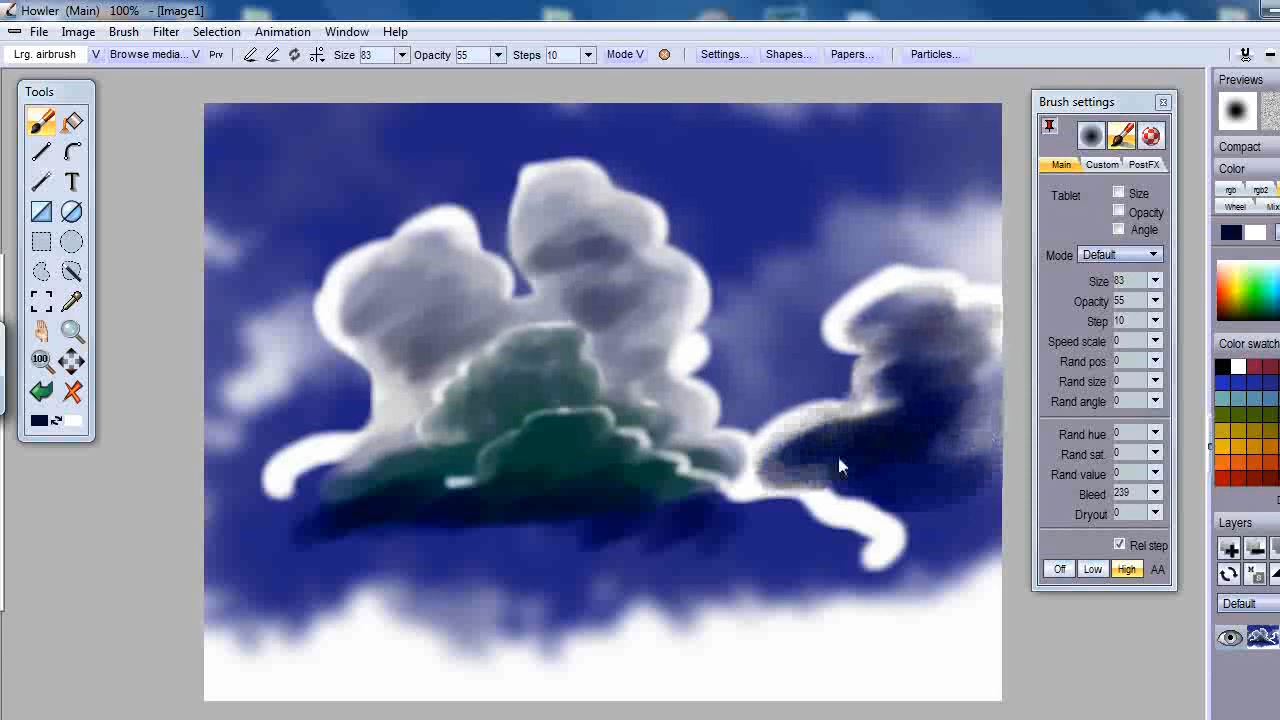 Howler (Main) 100% - [Image1]
File Image Brush Filter Selection Animation Window Help
Lrg. airbrush V Browse media... V Prv Size 83 Opacity 55 Steps 10 Mode V Settings... Shapes... Papers... Particles...
Tools
T
100
Brush settings
Main Custom PostFX
Tablet Size
Opacity
Angle
Mode Default
Size 83
Opacity 55
Step 10
Speed scale 0
Rand pos 0
Rand size 0
Rand angle 0
Rand hue 0
Rand sat. 0
Rand value 0
Bleed 239
Dryout 0
Rel step
Off Low High AA
Previews
Compact
Color
rgb rgb2
Wheel Mix
Color swatc
Layers
Default